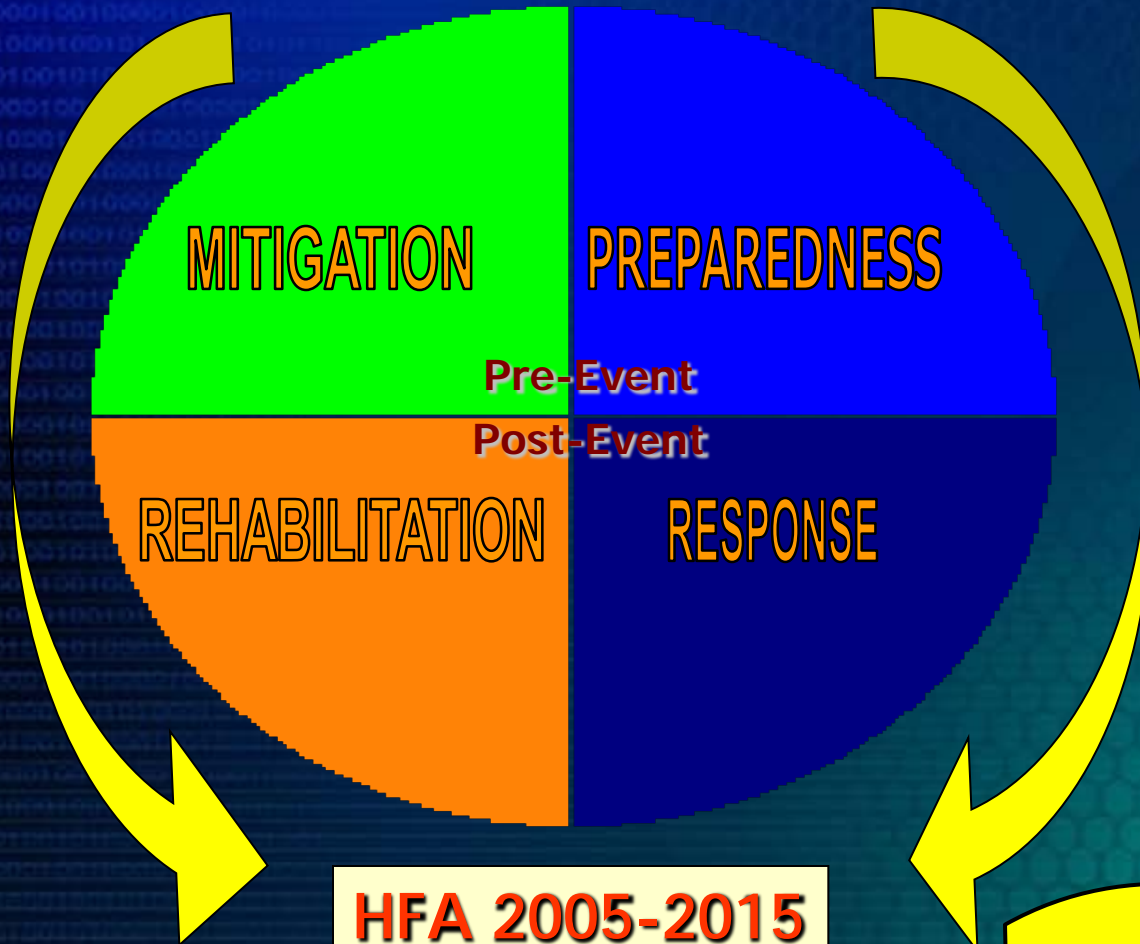 MITIGATION
PREPAREDNESS
Pre-Event
Post-Event
REHABILITATION
RESPONSE
HFA 2005-2015